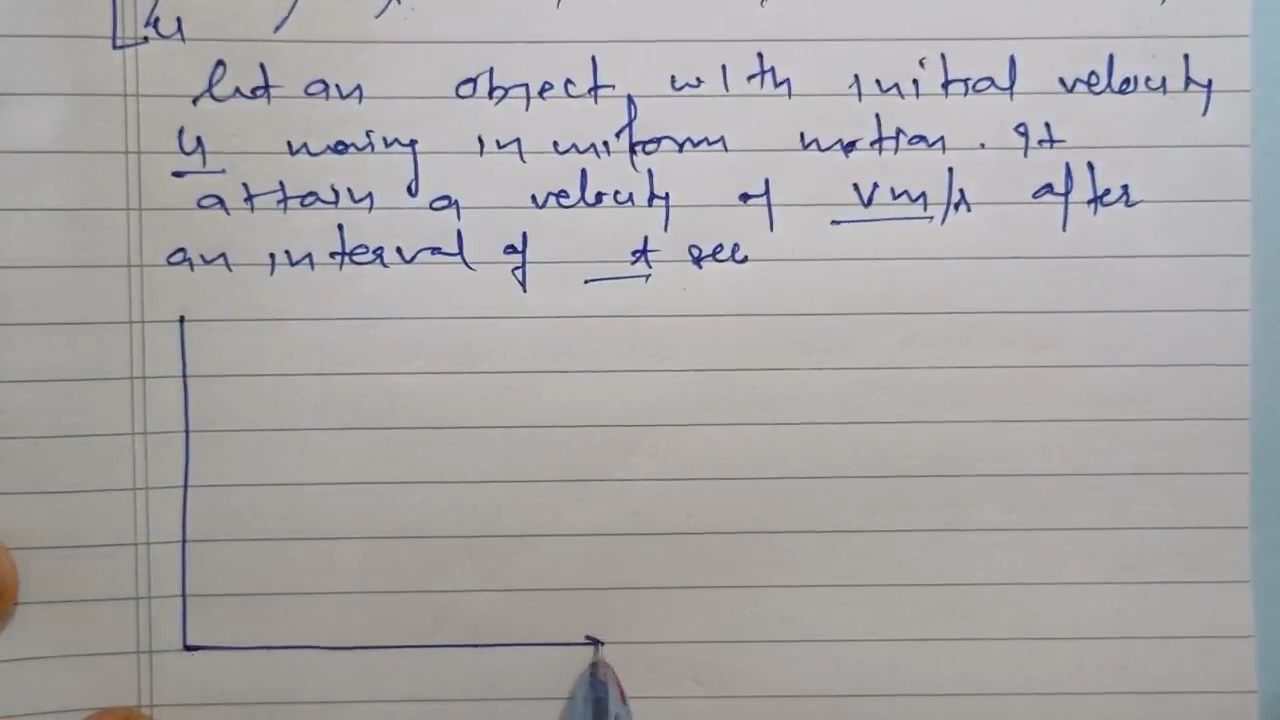 u
let an object, with initial velocity
u moving in uniform motion. It
attain a velocity of v m/s after
an interval of t sec